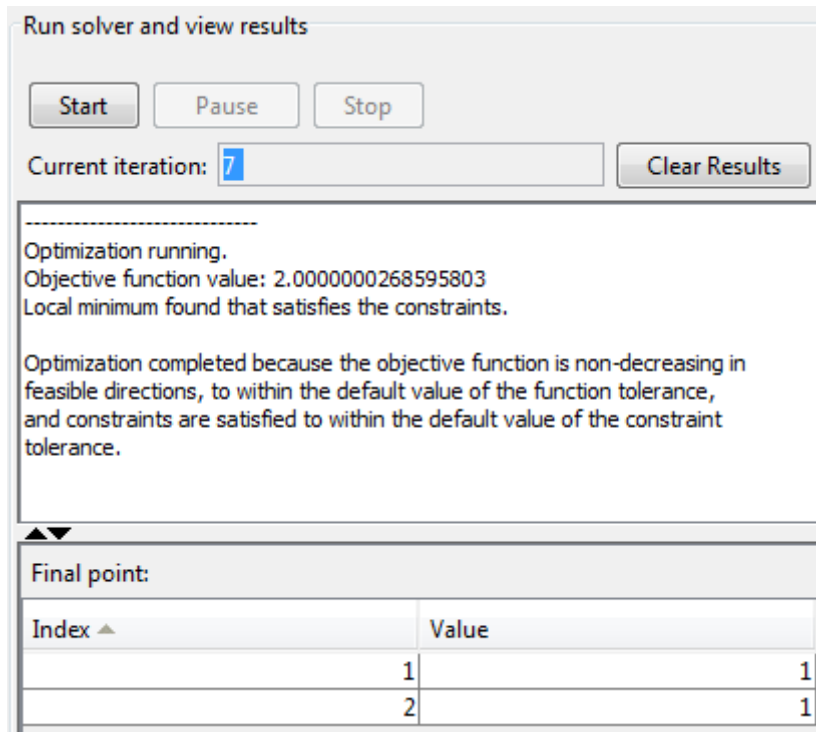 Run solver and view results
Start Pause Stop
Current iteration: 7 Clear Results
-----------------------------
Optimization running.
Objective function value: 2.0000000268595803
Local minimum found that satisfies the constraints.
Optimization completed because the objective function is non-decreasing in
feasible directions, to within the default value of the function tolerance,
and constraints are satisfied to within the default value of the constraint
tolerance.
Final point:
Index Value
1 1
2 1